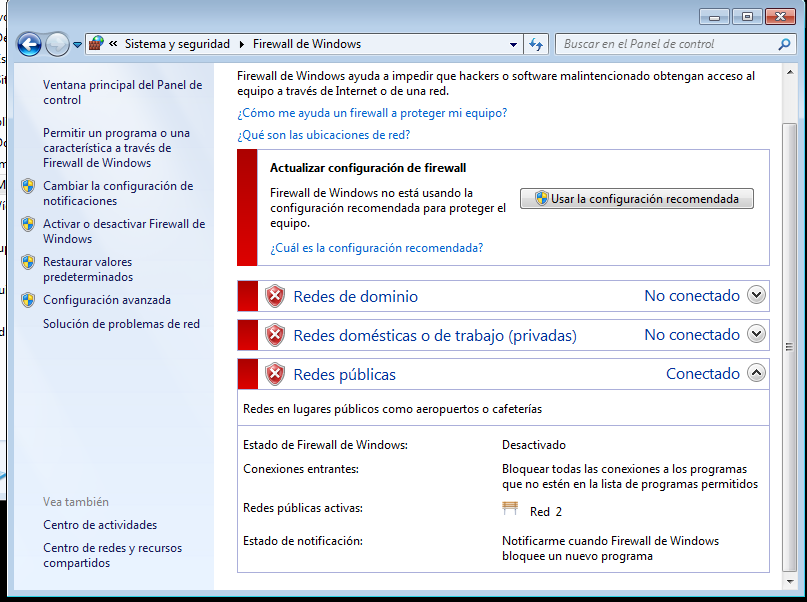 « Sistema y seguridad Firewall de Windows
Buscar en el Panel de control
Ventana principal del Panel de
control
Permitir un programa o una
característica a través de
Firewall de Windows
Cambiar la configuración de
notificaciones
Activar o desactivar Firewall de
Windows
Restaurar valores
predeterminados
Configuración avanzada
Solución de problemas de red
Vea también
Centro de actividades
Centro de redes y recursos
compartidos
Firewall de Windows ayuda a impedir que hackers o software malintencionado obtengan acceso al
equipo a través de Internet o de una red.
¿Cómo me ayuda un firewall a proteger mi equipo?
¿Qué son las ubicaciones de red?
Actualizar configuración de firewall
Firewall de Windows no está usando la
configuración recomendada para proteger el
equipo.
Usar la configuración recomendada
¿Cuál es la configuración recomendada?
Redes de dominio No conectado
Redes domésticas o de trabajo (privadas) No conectado
Redes públicas Conectado
Redes en lugares públicos como aeropuertos o cafeterías
Estado de Firewall de Windows: Desactivado
Conexiones entrantes: Bloquear todas las conexiones a los programas
que no estén en la lista de programas permitidos
Redes públicas activas: Red 2
Estado de notificación: Notificarme cuando Firewall de Windows
bloquee un nuevo programa